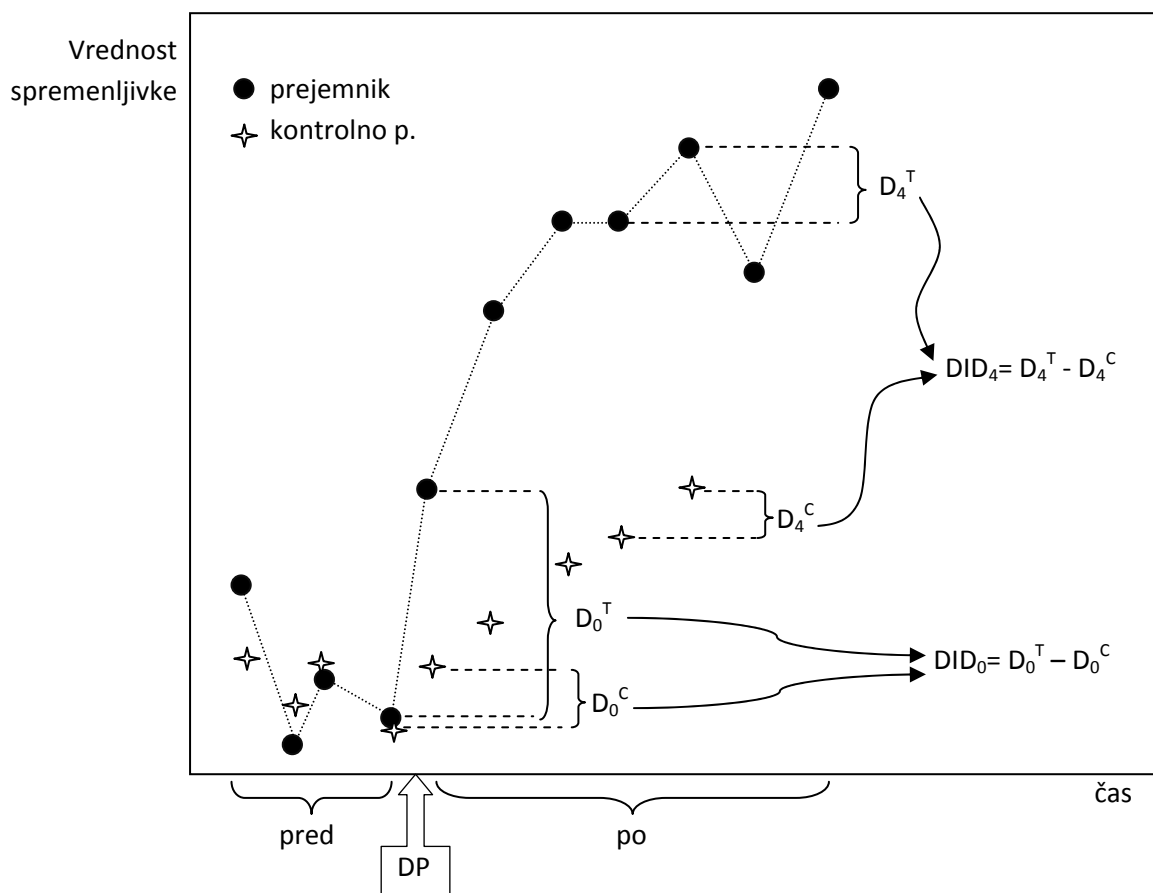 Vrednost
spremenljivke
prejemnik
kontrolno p.
D₄ᵀ
DID₄= D₄ᵀ - D₄ᶜ
D₄ᶜ
D₀ᵀ
DID₀= D₀ᵀ – D₀ᶜ
D₀ᶜ
čas
pred
po
DP